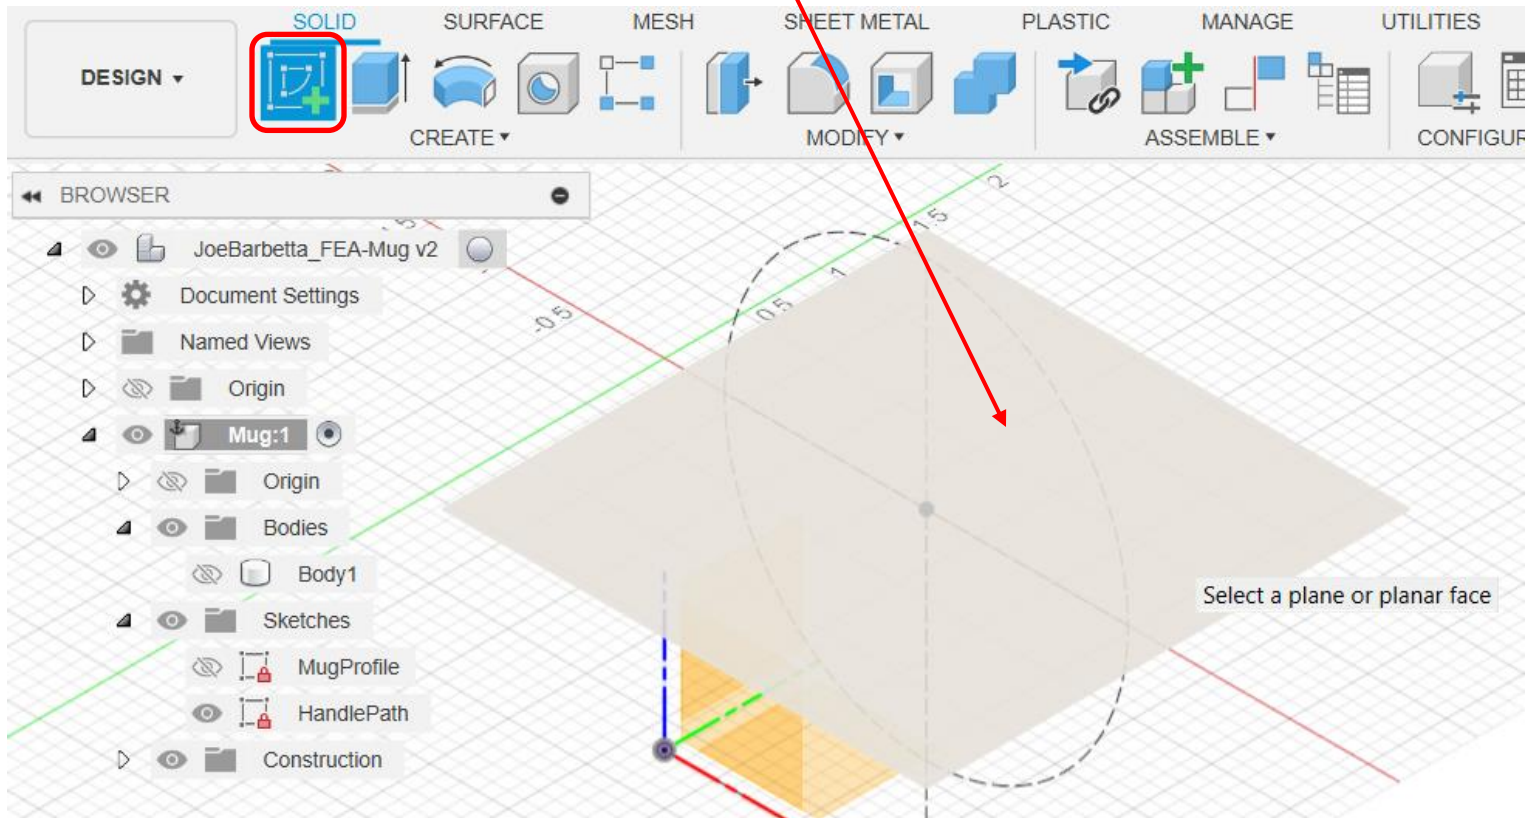 SOLID SURFACE MESH SHEET METAL PLASTIC MANAGE UTILITIES
DESIGN ▾
CREATE ▾ MODIFY ▾ ASSEMBLE ▾ CONFIGUR
BROWSER
2
1.5
JoeBarbetta_FEA-Mug v2
1
Document Settings
0.5
-0.5
Named Views
Origin
Mug:1
Origin
Bodies
Body1
Select a plane or planar face
Sketches
MugProfile
HandlePath
Construction